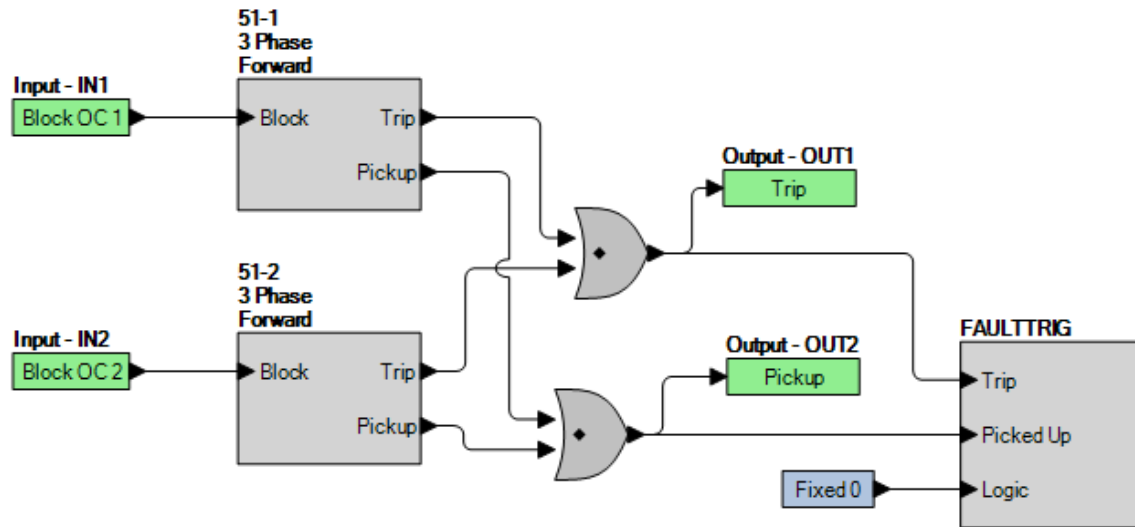 51-1
3 Phase
Forward
Input - IN1
Block OC 1
Block
Trip
Pickup
Output - OUT1
Trip
51-2
3 Phase
Forward
Input - IN2
Block OC 2
Block
Trip
Pickup
Output - OUT2
Pickup
FAULTTRIG
Trip
Picked Up
Fixed 0
Logic